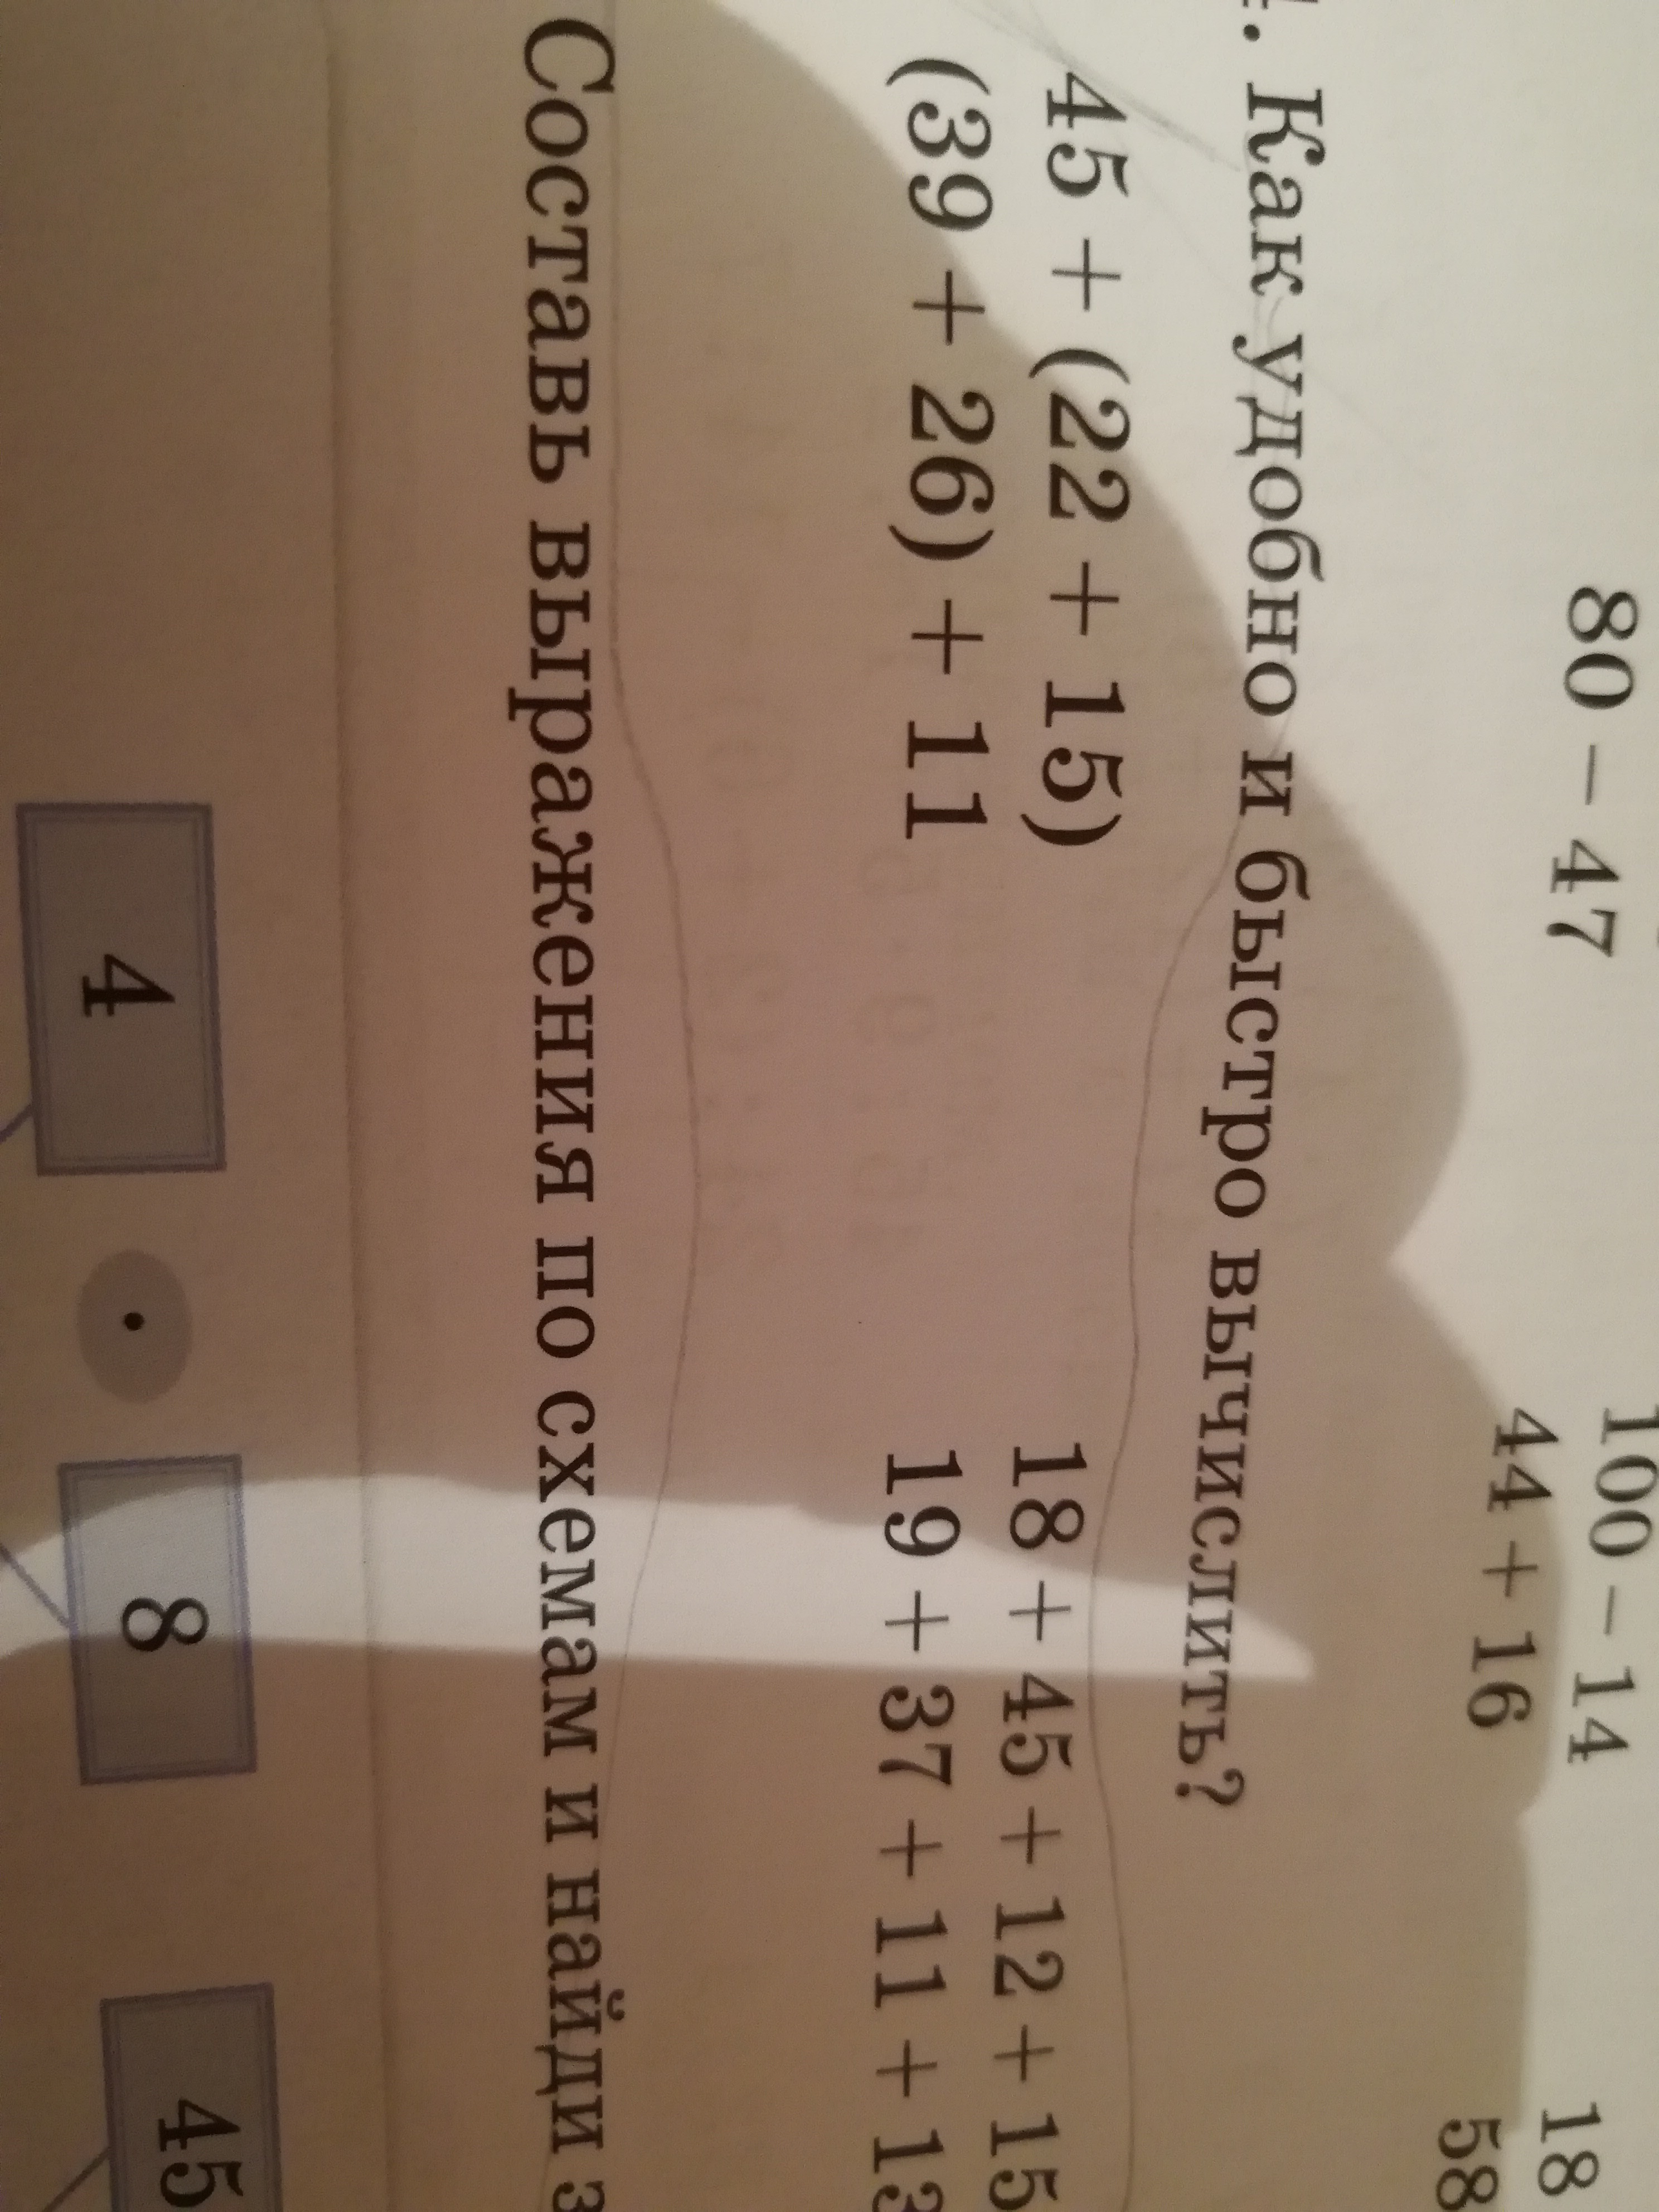 80 – 47
100 – 14
44 + 16
18
58
. Как удобно и быстро вычислить?
45 + (22 + 15)
18 + 45 + 12 + 15
(39 + 26) + 11
19 + 37 + 11 + 13
Составь выражения по схемам и найди
4 · 8
45